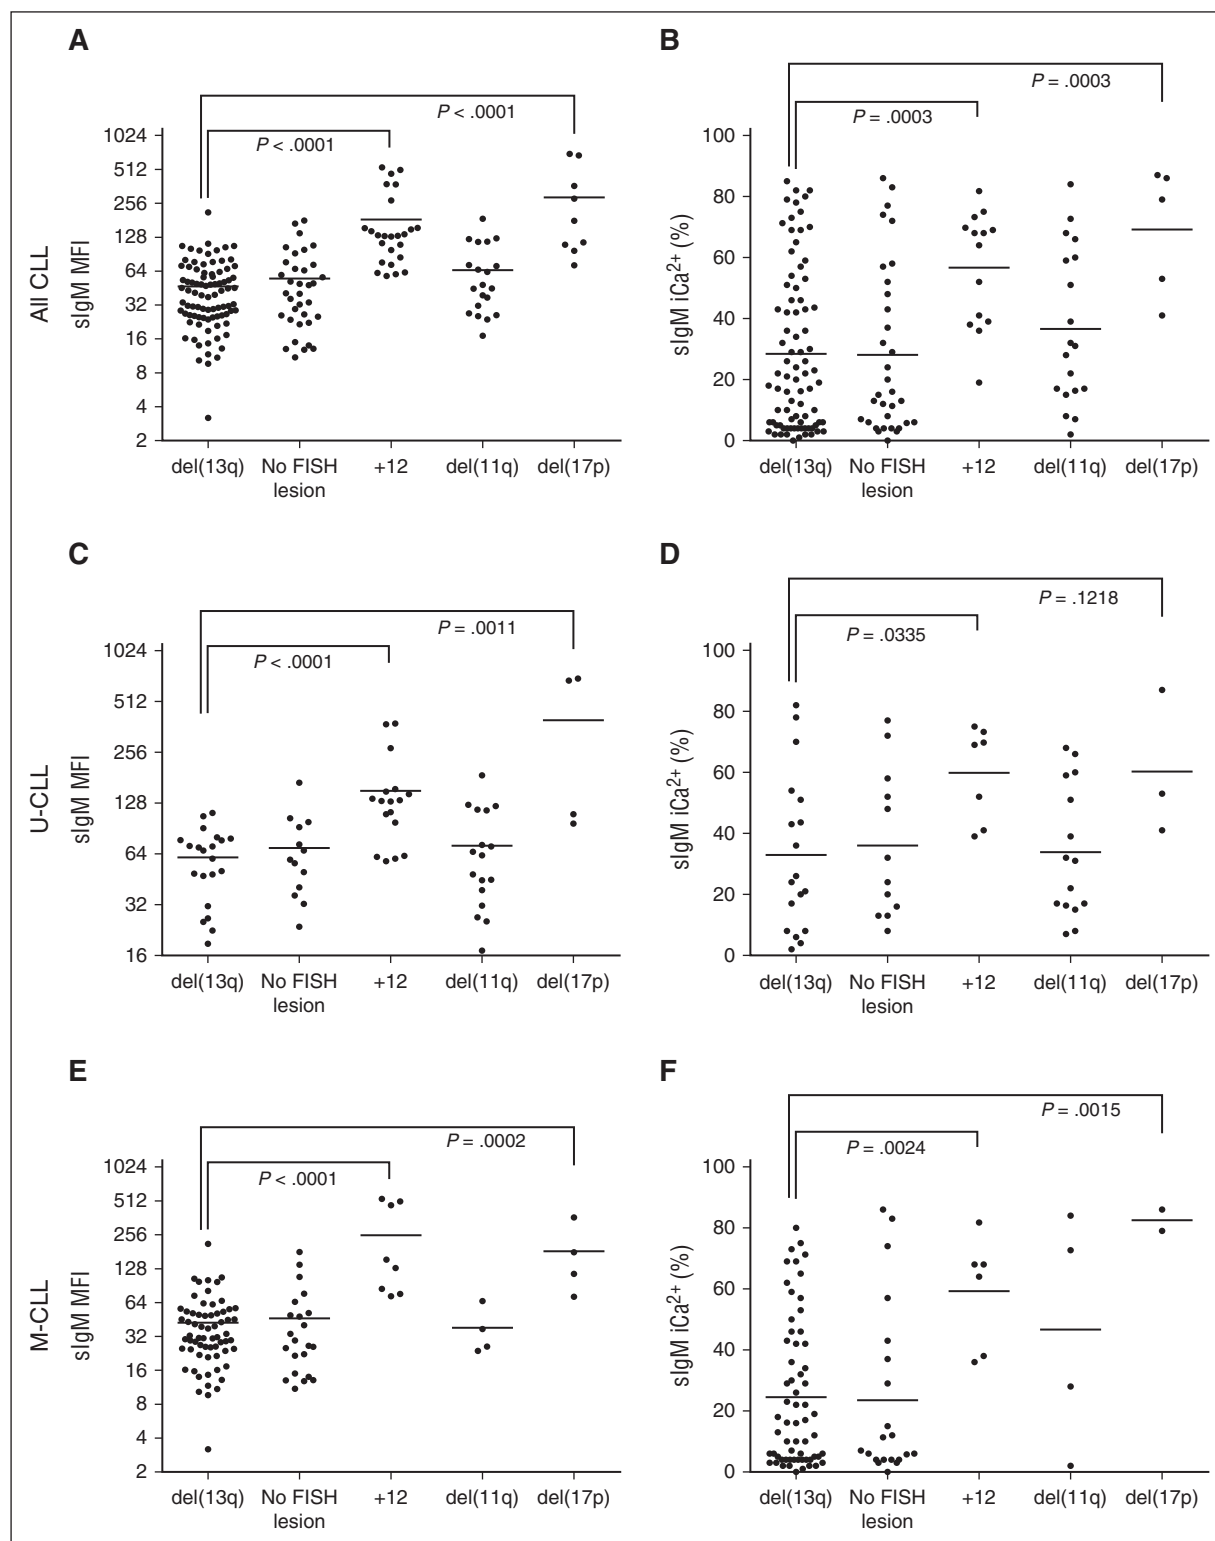 A
All CLL
sIgM MFI
P < .0001
P < .0001
1024
512
256
128
64
32
16
8
4
2
del(13q) No FISH lesion +12 del(11q) del(17p)
B
sIgM iCa2+ (%)
P = .0003
P = .0003
100
80
60
40
20
0
del(13q) No FISH lesion +12 del(11q) del(17p)
C
U-CLL
sIgM MFI
P = .0011
P < .0001
1024
512
256
128
64
32
16
del(13q) No FISH lesion +12 del(11q) del(17p)
D
sIgM iCa2+ (%)
P = .1218
P = .0335
100
80
60
40
20
0
del(13q) No FISH lesion +12 del(11q) del(17p)
E
M-CLL
sIgM MFI
P = .0002
P < .0001
1024
512
256
128
64
32
16
8
4
2
del(13q) No FISH lesion +12 del(11q) del(17p)
F
sIgM iCa2+ (%)
P = .0015
P = .0024
100
80
60
40
20
0
del(13q) No FISH lesion +12 del(11q) del(17p)